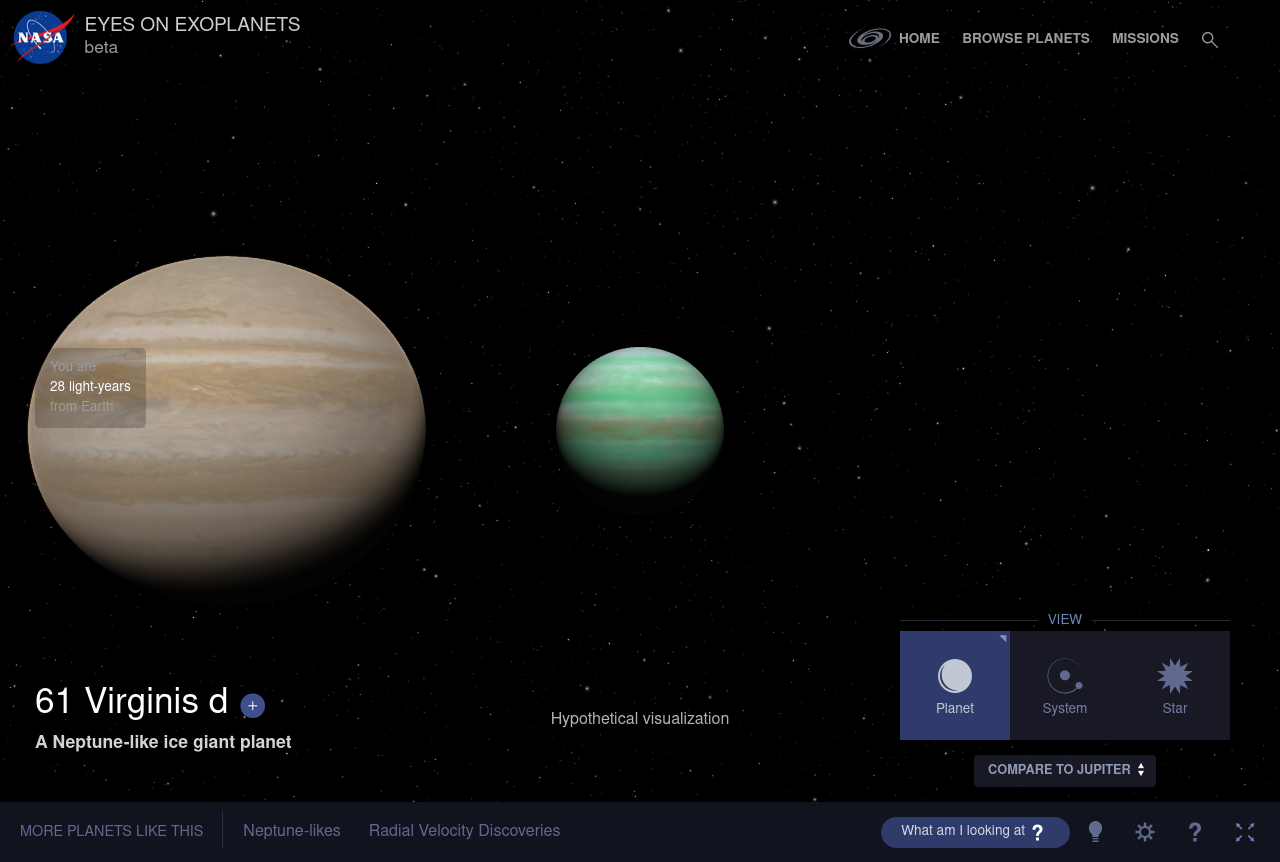 NASA
EYES ON EXOPLANETS
beta
HOME
BROWSE PLANETS
MISSIONS
You are
28 light-years
from Earth
61 Virginis d +
A Neptune-like ice giant planet
Hypothetical visualization
VIEW
Planet
System
Star
COMPARE TO JUPITER
MORE PLANETS LIKE THIS
Neptune-likes
Radial Velocity Discoveries
What am I looking at ?
?